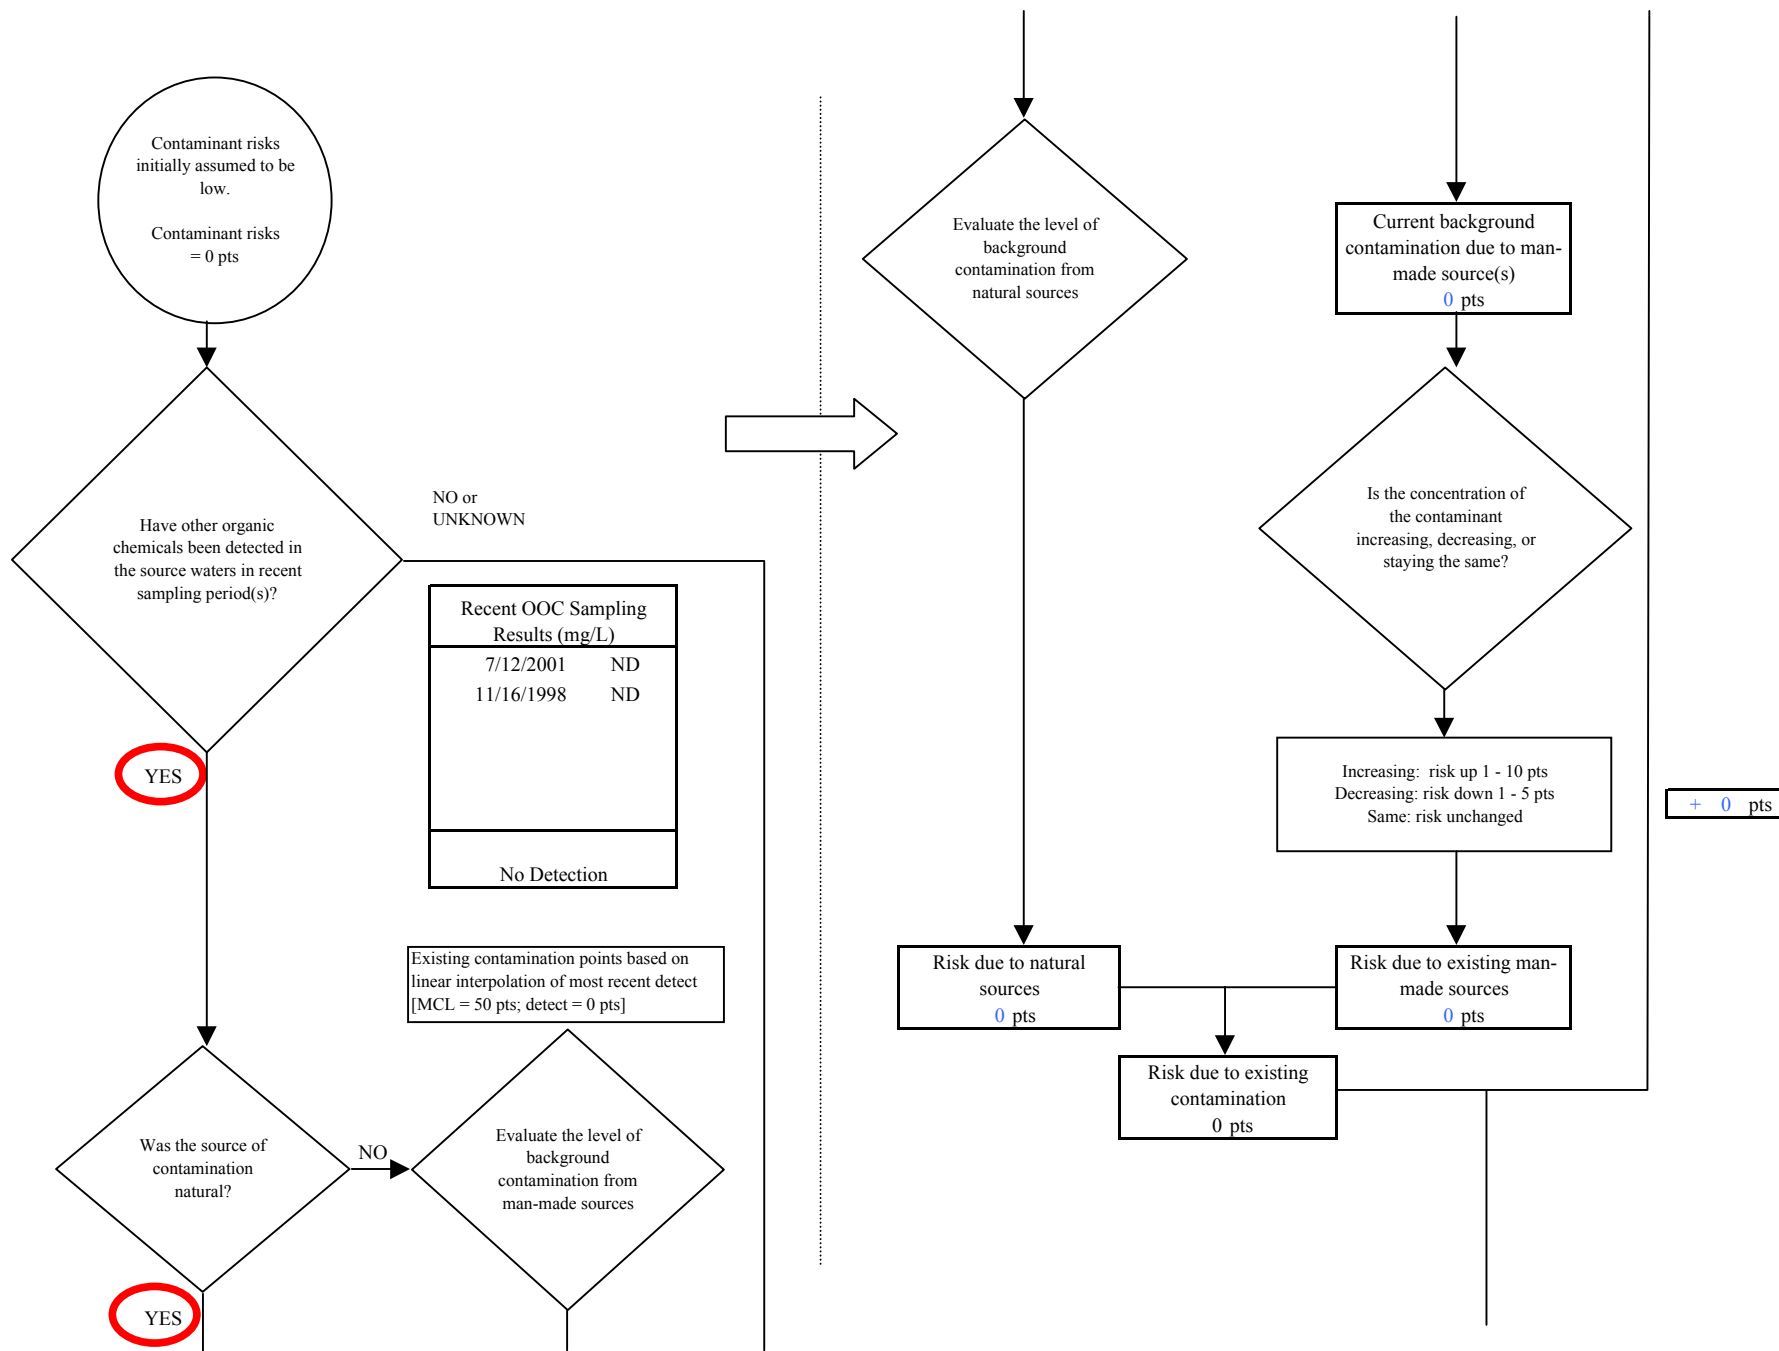 Contaminant risks
initially assumed to be
low.
Contaminant risks
= 0 pts
Have other organic
chemicals been detected in
the source waters in recent
sampling period(s)?
NO or
UNKNOWN
YES
Recent OOC Sampling
Results (mg/L)
7/12/2001 ND
11/16/1998 ND
No Detection
Existing contamination points based on
linear interpolation of most recent detect
[MCL = 50 pts; detect = 0 pts]
Was the source of
contamination
natural?
NO
Evaluate the level of
background
contamination from
man-made sources
YES
Evaluate the level of
background
contamination from
natural sources
Current background
contamination due to man-
made source(s)
0 pts
Is the concentration of
the contaminant
increasing, decreasing, or
staying the same?
Increasing: risk up 1 - 10 pts
Decreasing: risk down 1 - 5 pts
Same: risk unchanged
+ 0 pts
Risk due to natural
sources
0 pts
Risk due to existing man-
made sources
0 pts
Risk due to existing
contamination
0 pts